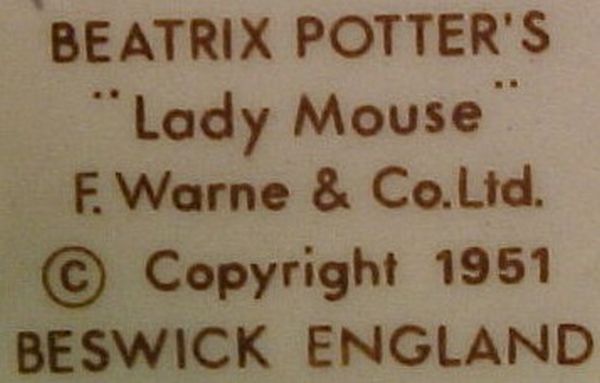 BEATRIX POTTER'S
"Lady Mouse"
F. Warne & Co.Ltd.
© Copyright 1951
BESWICK ENGLAND